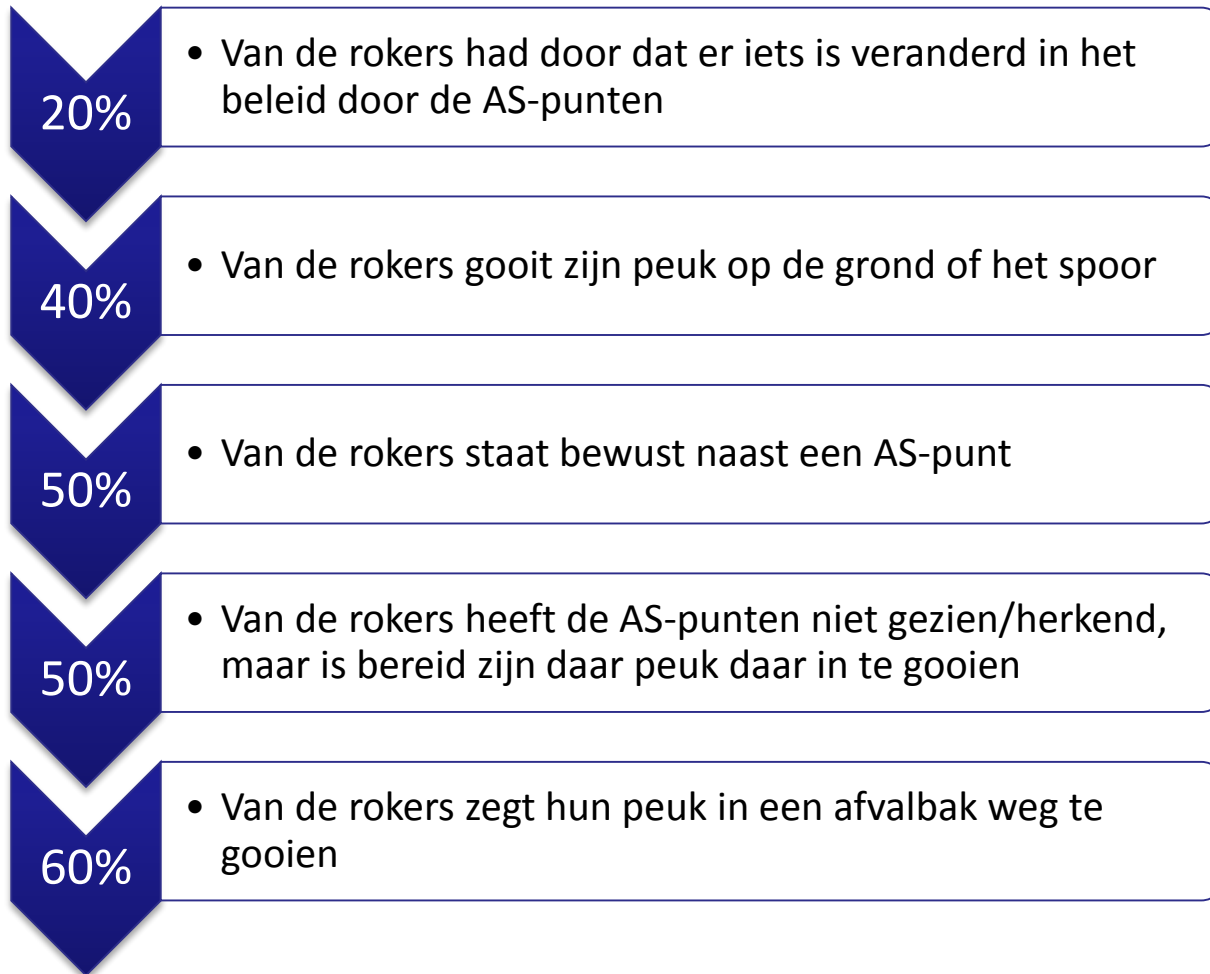 20%
• Van de rokers had door dat er iets is veranderd in het
beleid door de AS-punten
40%
• Van de rokers gooit zijn peuk op de grond of het spoor
50%
• Van de rokers staat bewust naast een AS-punt
50%
• Van de rokers heeft de AS-punten niet gezien/herkend,
maar is bereid zijn daar peuk daar in te gooien
60%
• Van de rokers zegt hun peuk in een afvalbak weg te
gooien